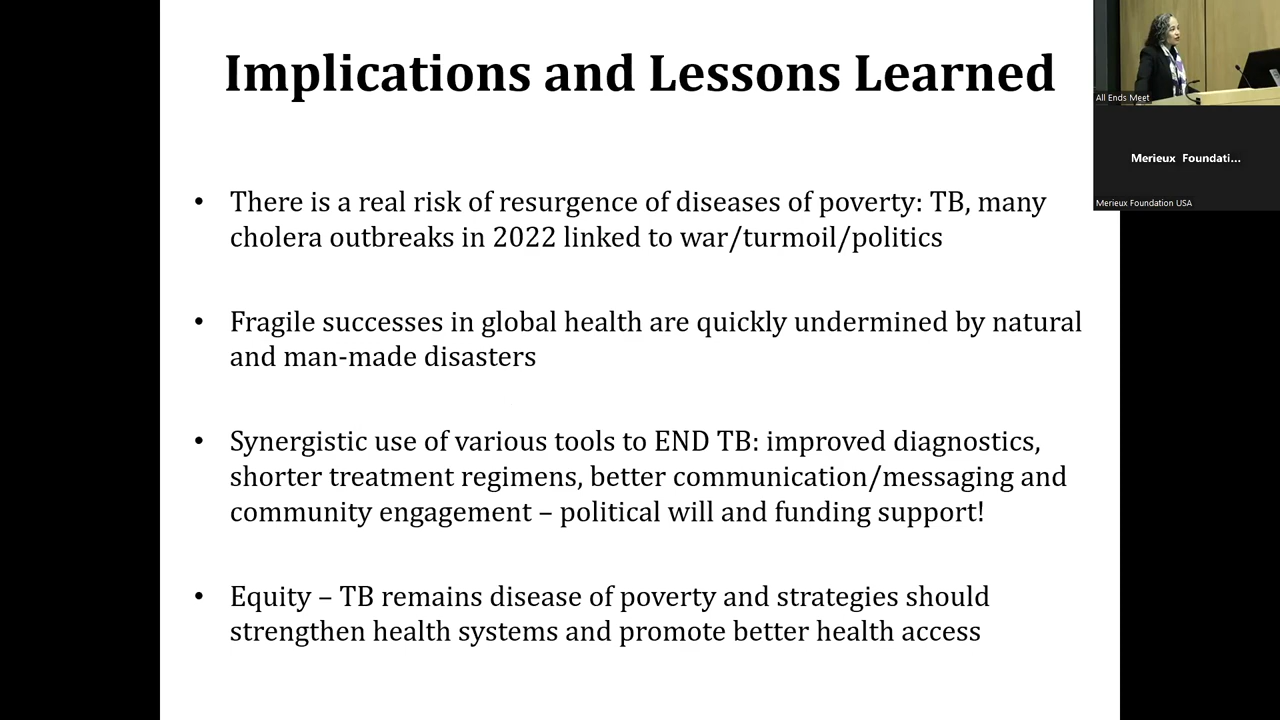 Implications and Lessons Learned
• There is a real risk of resurgence of diseases of poverty: TB, many
cholera outbreaks in 2022 linked to war/turmoil/politics
• Fragile successes in global health are quickly undermined by natural
and man-made disasters
• Synergistic use of various tools to END TB: improved diagnostics,
shorter treatment regimens, better communication/messaging and
community engagement – political will and funding support!
• Equity – TB remains disease of poverty and strategies should
strengthen health systems and promote better health access
All Ends Meet
Merieux Foundati...
Merieux Foundation USA